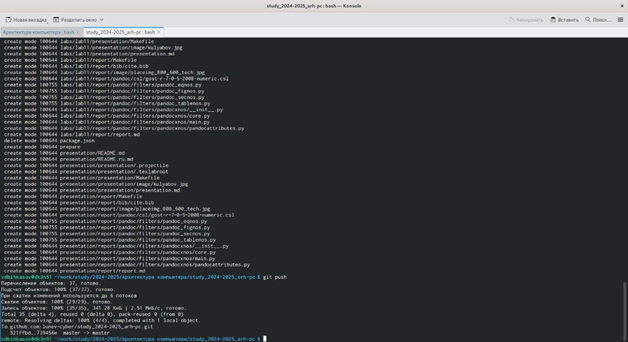 study_2024-2025_arh-pc : bash — Konsole
Новая вкладка Разделить окно Копировать Вставить Поиск...
Архитектура компьютера : bash study_2024-2025_arh-pc : bash
create mode 100644 labs/lab11/presentation/Makefile
create mode 100644 labs/lab11/presentation/image/kulyabov.jpg
create mode 100644 labs/lab11/presentation/presentation.md
create mode 100644 labs/lab11/report/Makefile
create mode 100644 labs/lab11/report/bib/cite.bib
create mode 100644 labs/lab11/report/image/placeimg_800_600_tech.jpg
create mode 100644 labs/lab11/report/pandoc/csl/gost-r-7-0-5-2008-numeric.csl
create mode 100755 labs/lab11/report/pandoc/filters/pandoc_eqnos.py
create mode 100755 labs/lab11/report/pandoc/filters/pandoc_fignos.py
create mode 100755 labs/lab11/report/pandoc/filters/pandoc_secnos.py
create mode 100755 labs/lab11/report/pandoc/filters/pandoc_tablenos.py
create mode 100644 labs/lab11/report/pandoc/filters/pandocxnos/__init__.py
create mode 100644 labs/lab11/report/pandoc/filters/pandocxnos/core.py
create mode 100644 labs/lab11/report/pandoc/filters/pandocxnos/main.py
create mode 100644 labs/lab11/report/pandoc/filters/pandocxnos/pandocattributes.py
create mode 100644 labs/lab11/report/report.md
delete mode 100644 package.json
create mode 100644 prepare
create mode 100644 presentation/README.md
create mode 100644 presentation/README.ru.md
create mode 100644 presentation/presentation/.projectile
create mode 100644 presentation/presentation/.texlabroot
create mode 100644 presentation/presentation/Makefile
create mode 100644 presentation/presentation/image/kulyabov.jpg
create mode 100644 presentation/presentation/presentation.md
create mode 100644 presentation/report/Makefile
create mode 100644 presentation/report/bib/cite.bib
create mode 100644 presentation/report/image/placeimg_800_600_tech.jpg
create mode 100644 presentation/report/pandoc/csl/gost-r-7-0-5-2008-numeric.csl
create mode 100755 presentation/report/pandoc/filters/pandoc_eqnos.py
create mode 100755 presentation/report/pandoc/filters/pandoc_fignos.py
create mode 100755 presentation/report/pandoc/filters/pandoc_secnos.py
create mode 100755 presentation/report/pandoc/filters/pandoc_tablenos.py
create mode 100644 presentation/report/pandoc/filters/pandocxnos/__init__.py
create mode 100644 presentation/report/pandoc/filters/pandocxnos/core.py
create mode 100644 presentation/report/pandoc/filters/pandocxnos/main.py
create mode 100644 presentation/report/pandoc/filters/pandocxnos/pandocattributes.py
create mode 100644 presentation/report/report.md
~/work/study/2024-2025/Архитектура компьютера/study_2024-2025_arh-pc $ git push
Перечисление объектов: 37, готово.
Подсчет объектов: 100% (37/37), готово.
При сжатии изменений используется до 6 потоков
Сжатие объектов: 100% (29/29), готово.
Запись объектов: 100% (35/35), 341.28 КиБ | 2.51 МиБ/с, готово.
Total 35 (delta 4), reused 0 (delta 0), pack-reused 0 (from 0)
remote: Resolving deltas: 100% (4/4), completed with 1 local object.
To github.com:lunev-cyber/study_2024-2025_arh-pc.git
master -> master
~/work/study/2024-2025/Архитектура компьютера/study_2024-2025_arh-pc $